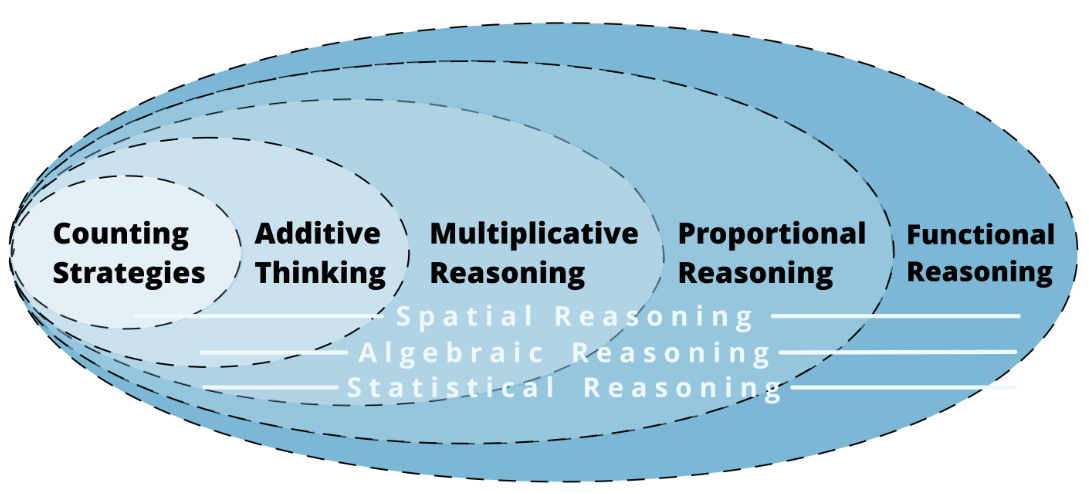 Counting
Strategies
Additive
Thinking
Multiplicative
Reasoning
Proportional
Reasoning
Functional
Reasoning
Spatial Reasoning
Algebraic Reasoning
Statistical Reasoning